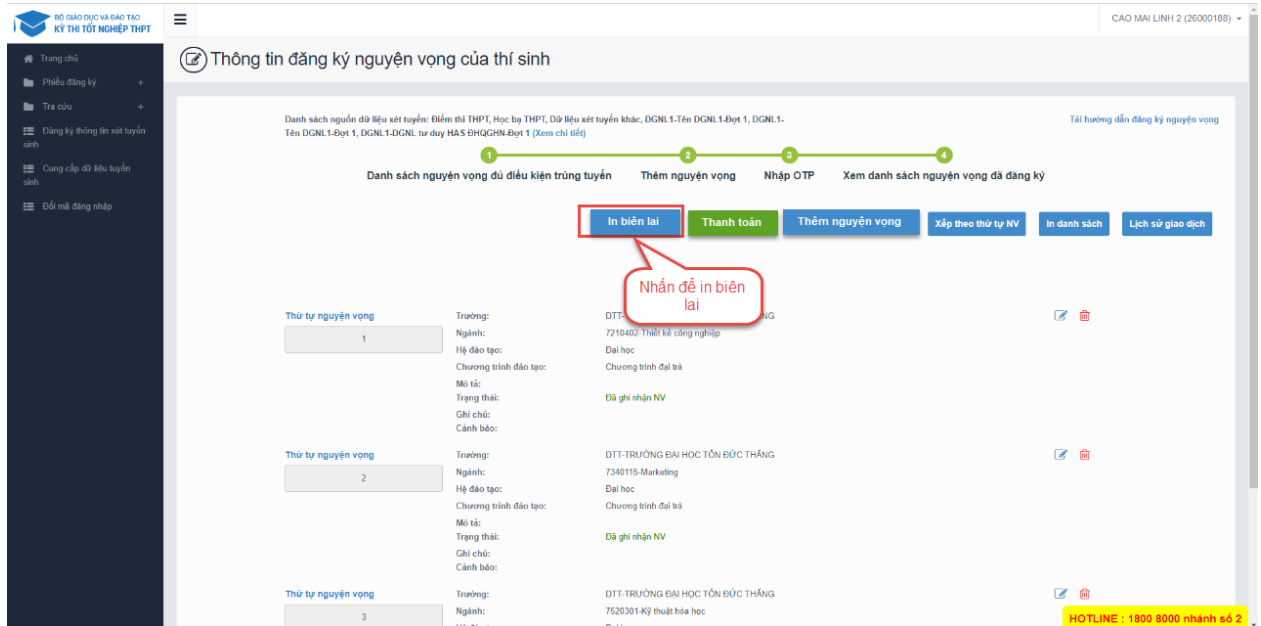 BỘ GIÁO DỤC VÀ ĐÀO TẠO
KỲ THI TỐT NGHIỆP THPT
CAO MAI LINH 2 (26000188)
Trang chủ
Phiếu đăng ký +
Tra cứu +
Đăng ký thông tin xét tuyển
sinh
Cung cấp dữ liệu tuyển
sinh
Đổi mã đăng nhập
Thông tin đăng ký nguyện vọng của thí sinh
Danh sách nguồn dữ liệu xét tuyển: Điểm thi THPT, Học bạ THPT, Dữ liệu xét tuyển khác, DGNL1-Tên DGNL1-Đợt 1, DGNL1-
Tên DGNL1-Đợt 1, DGNL1-DGNL tư duy HAS ĐHQGHN-Đợt 1 (Xem chi tiết)
Tải hướng dẫn đăng ký nguyện vọng
1 2 3 4
Danh sách nguyện vọng đủ điều kiện trúng tuyển Thêm nguyện vọng Nhập OTP Xem danh sách nguyện vọng đã đăng ký
In biên lai Thanh toán Thêm nguyện vọng Xếp theo thứ tự NV In danh sách Lịch sử giao dịch
Nhấn để in biên
lai
Thứ tự nguyện vọng
1
Trường: DTT- NG
Ngành: 7210402-Thiết kế công nghiệp
Hệ đào tạo: Đại học
Chương trình đào tạo: Chương trình đại trà
Mô tả:
Trạng thái: Đã ghi nhận NV
Ghi chú:
Cảnh báo:
Thứ tự nguyện vọng
2
Trường: DTT-TRƯỜNG ĐẠI HỌC TÔN ĐỨC THẮNG
Ngành: 7340115-Marketing
Hệ đào tạo: Đại học
Chương trình đào tạo: Chương trình đại trà
Mô tả:
Trạng thái: Đã ghi nhận NV
Ghi chú:
Cảnh báo:
Thứ tự nguyện vọng
3
Trường: DTT-TRƯỜNG ĐẠI HỌC TÔN ĐỨC THẮNG
Ngành: 7520301-Kỹ thuật hóa học
HOTLINE : 1800 8000 nhánh số 2